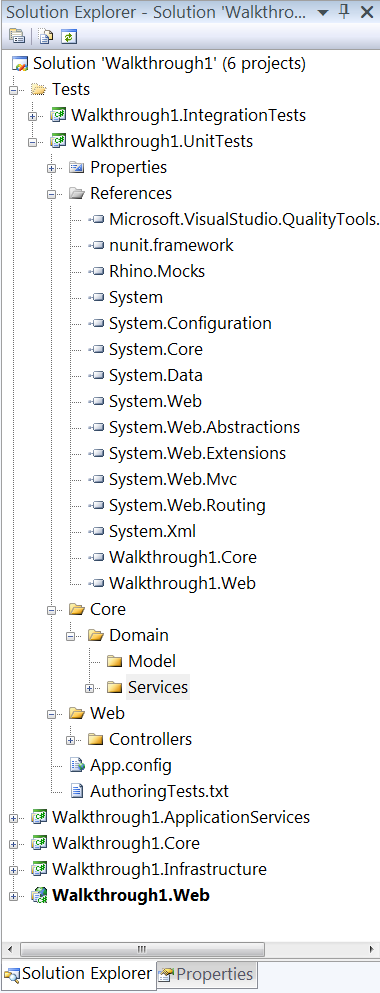 Solution Explorer - Solution 'Walkthro...
Solution 'Walkthrough1' (6 projects)
Tests
Walkthrough1.IntegrationTests
Walkthrough1.UnitTests
Properties
References
Microsoft.VisualStudio.QualityTools.
nunit.framework
Rhino.Mocks
System
System.Configuration
System.Core
System.Data
System.Web
System.Web.Abstractions
System.Web.Extensions
System.Web.Mvc
System.Web.Routing
System.Xml
Walkthrough1.Core
Walkthrough1.Web
Core
Domain
Model
Services
Web
Controllers
App.config
AuthoringTests.txt
Walkthrough1.ApplicationServices
Walkthrough1.Core
Walkthrough1.Infrastructure
Walkthrough1.Web
Solution Explorer Properties